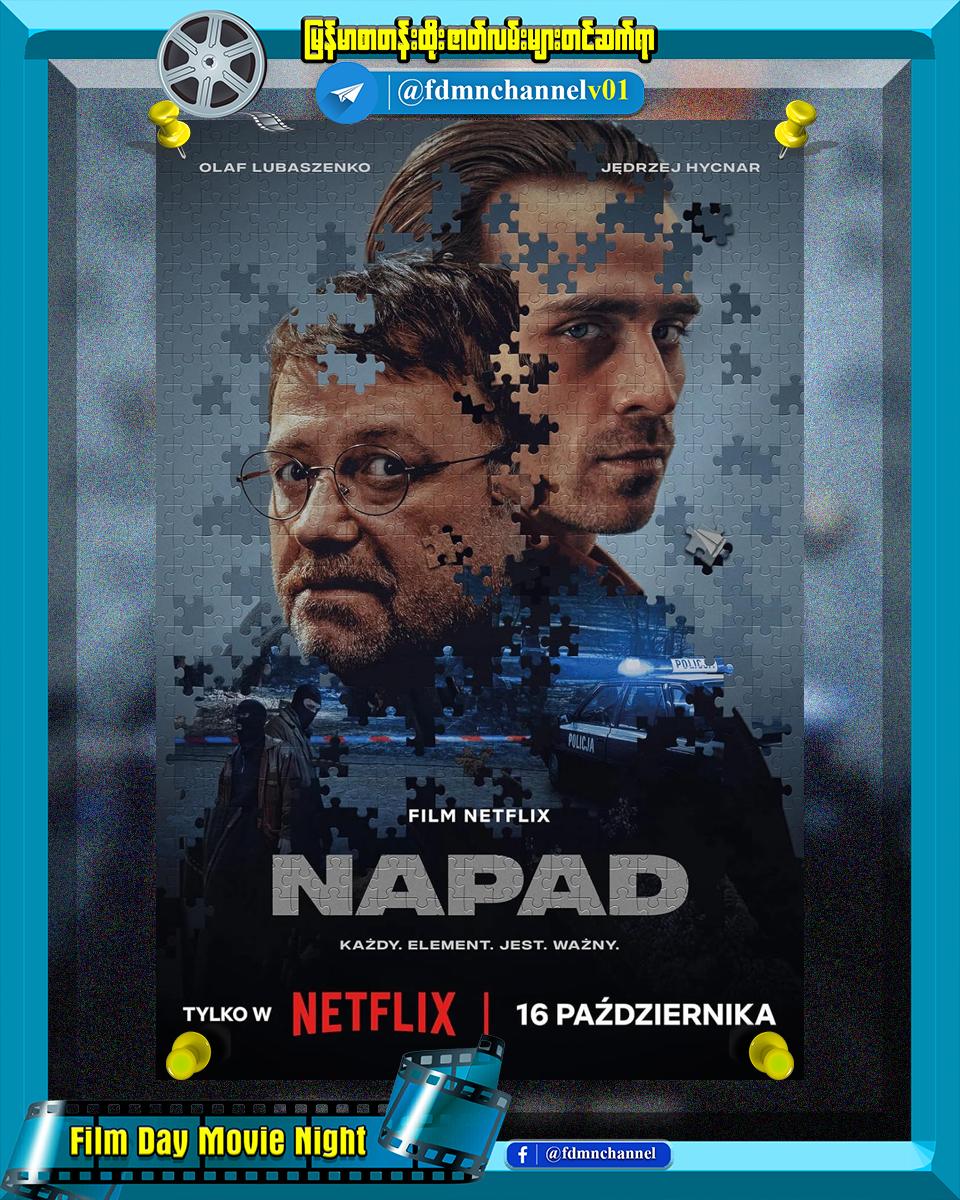 မြန်မာစာတန်းထိုးဇာတ်လမ်းများတင်ဆက်ရာ
@fdmnchannelv01
OLAF LUBASZENKO
JĘDRZEJ HYCNAR
POLICJA
POLICJA
FILM NETFLIX
NAPAD
KAŻDY. ELEMENT. JEST. WAŻNY.
TYLKO W NETFLIX | 16 PAŹDZIERNIKA
Film Day Movie Night
f | @fdmnchannel